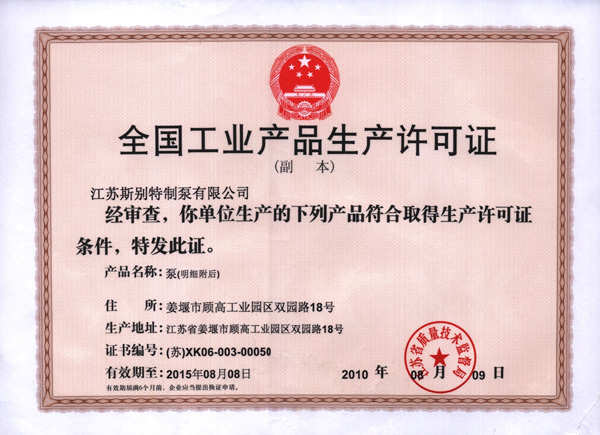 全国工业产品生产许可证
(副 本)
江苏斯别特制泵有限公司
经审查，你单位生产的下列产品符合取得生产许可证
条件，特发此证。
产品名称: 泵(明细附后)
住 所: 姜堰市顾高工业园区双园路18号
生产地址: 江苏省姜堰市顾高工业园区双园路18号
证书编号: (苏)XK06-003-00050
有效期至: 2015年08月08日
有效期届满6个月前，企业应当提出换证申请。
2010 年 08 月 09 日
江苏省质量技术监督局